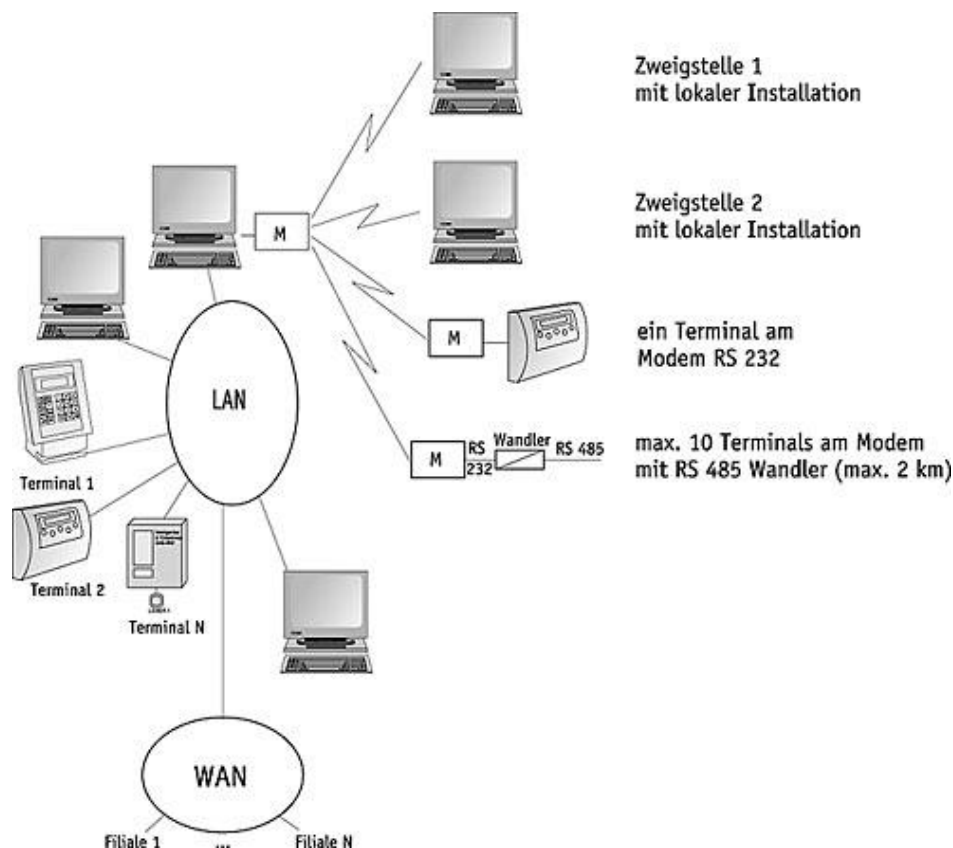 Zweigstelle 1
mit lokaler Installation
Zweigstelle 2
mit lokaler Installation
M
M
ein Terminal am
Modem RS 232
LAN
M
RS
232
Wandler
RS 485
max. 10 Terminals am Modem
mit RS 485 Wandler (max. 2 km)
Terminal 1
Terminal 2
Terminal N
WAN
Filiale 1
...
Filiale N